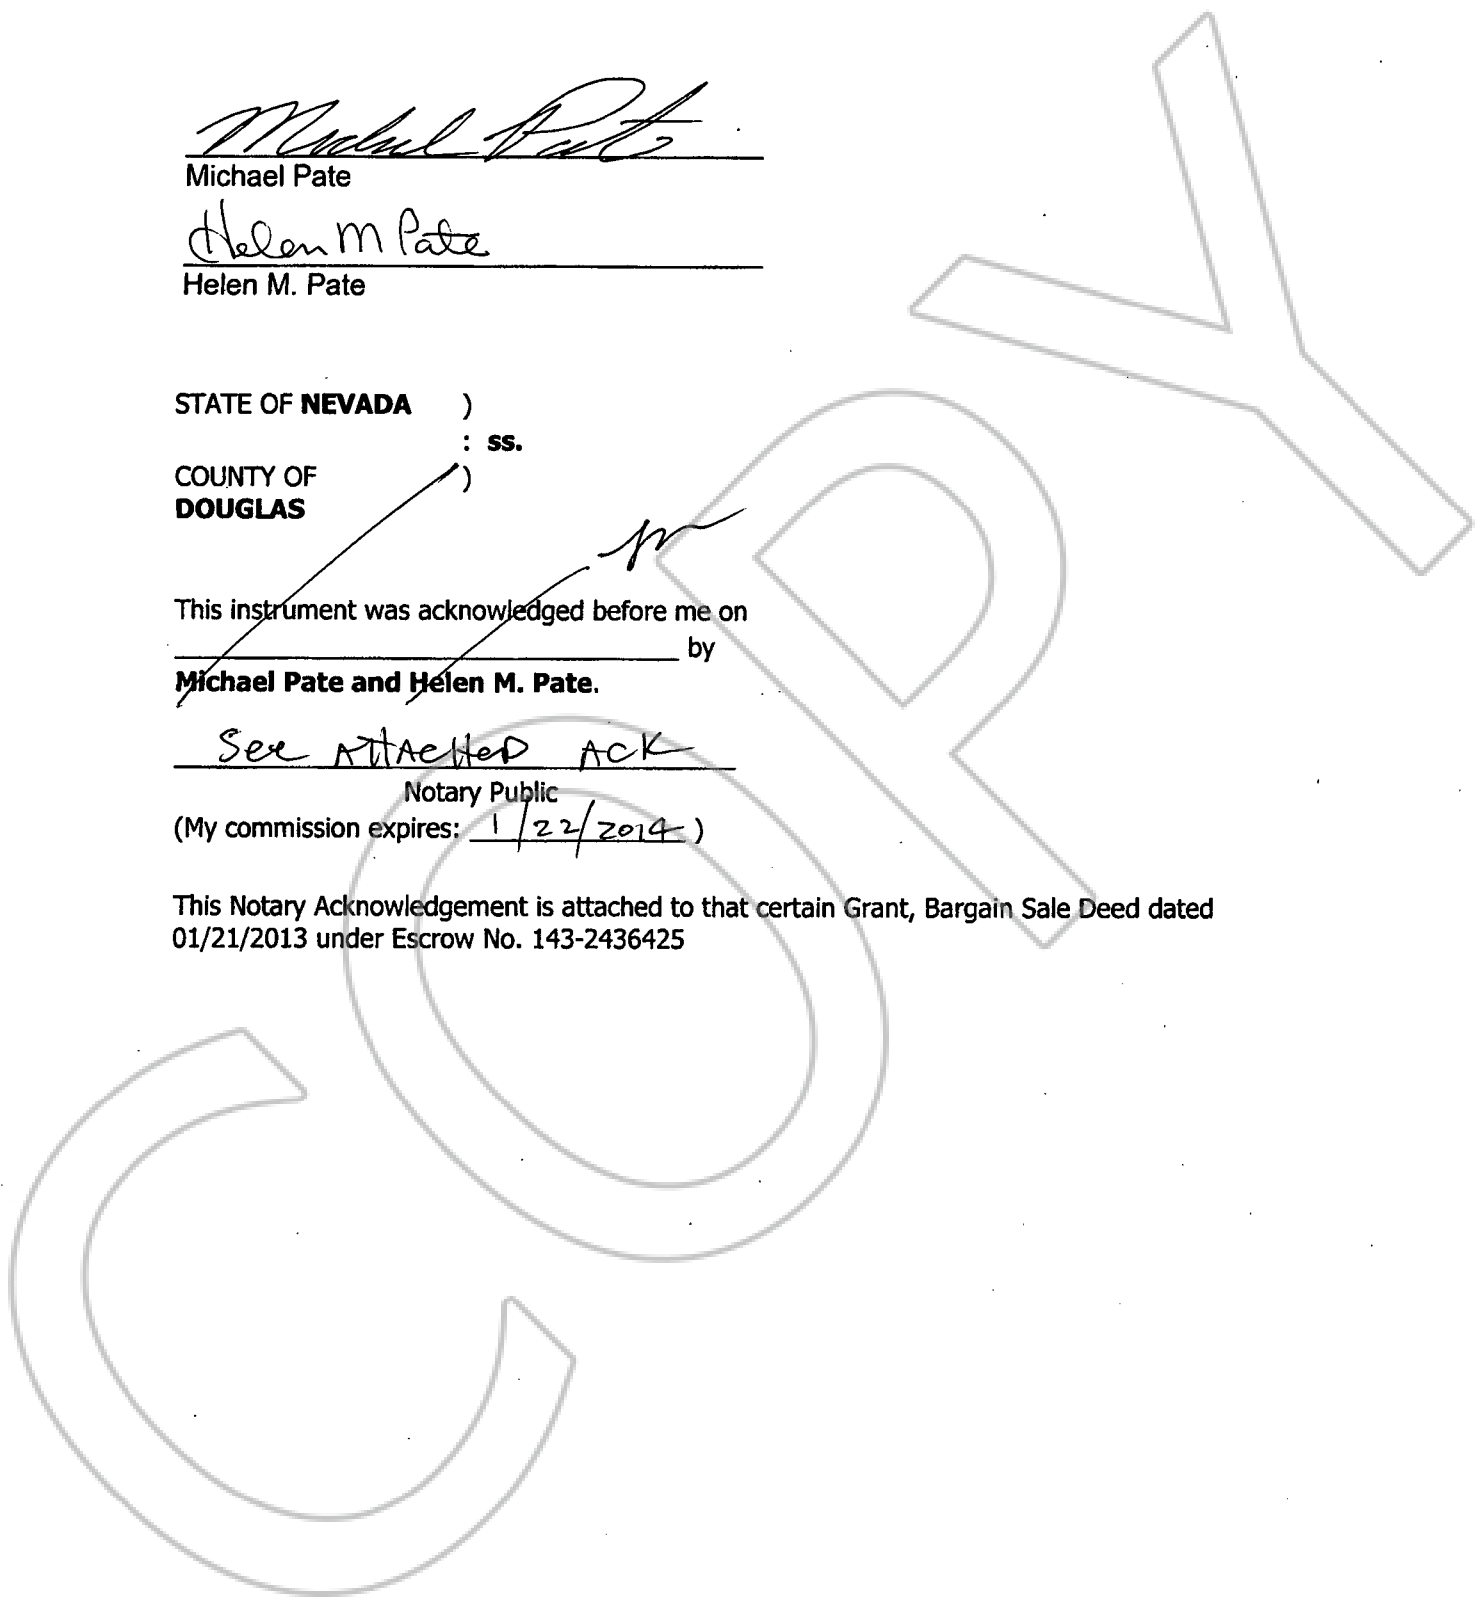 Michael Pate
Michael Pate
Helen M Pate
Helen M. Pate
STATE OF NEVADA )
: ss.
COUNTY OF )
DOUGLAS
This instrument was acknowledged before me on
by
Michael Pate and Helen M. Pate.
See ATTACHED ACK
Notary Public
(My commission expires: 1/22/2014)
This Notary Acknowledgement is attached to that certain Grant, Bargain Sale Deed dated
01/21/2013 under Escrow No. 143-2436425
COPY